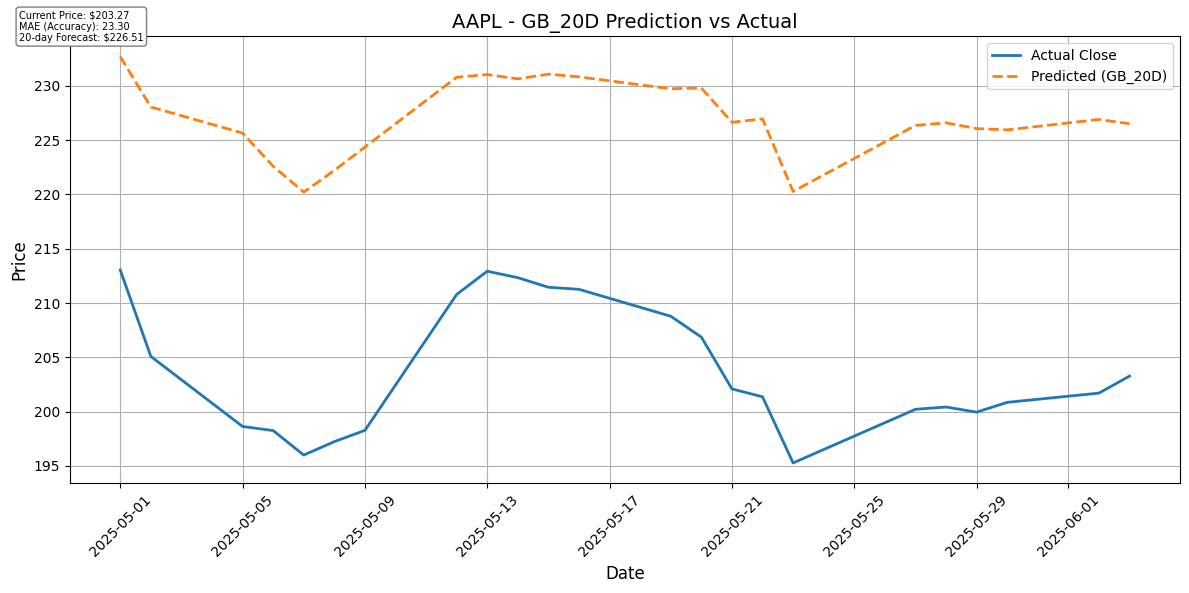 AAPL - GB_20D Prediction vs Actual
Current Price: $203.27
MAE (Accuracy): 23.30
20-day Forecast: $226.51
Actual Close
Predicted (GB_20D)
Price
230
225
220
215
210
205
200
195
2025-05-01
2025-05-05
2025-05-09
2025-05-13
2025-05-17
2025-05-21
2025-05-25
2025-05-29
2025-06-01
Date